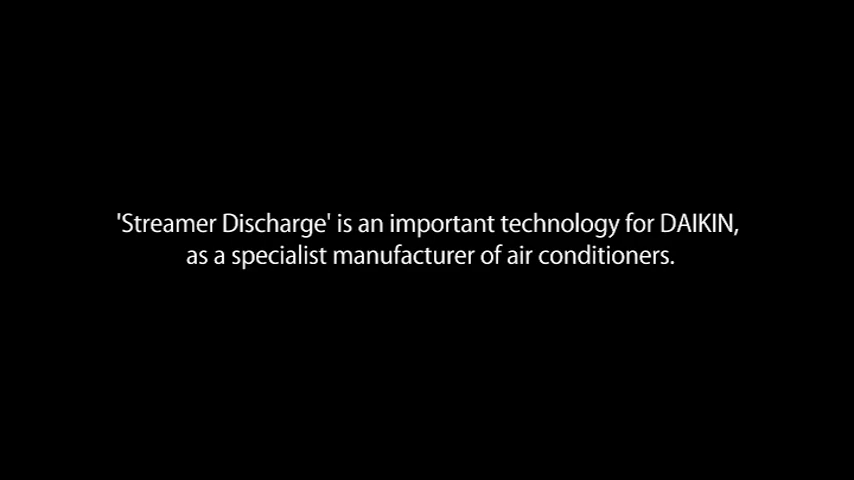 'Streamer Discharge' is an important technology for DAIKIN,
as a specialist manufacturer of air conditioners.